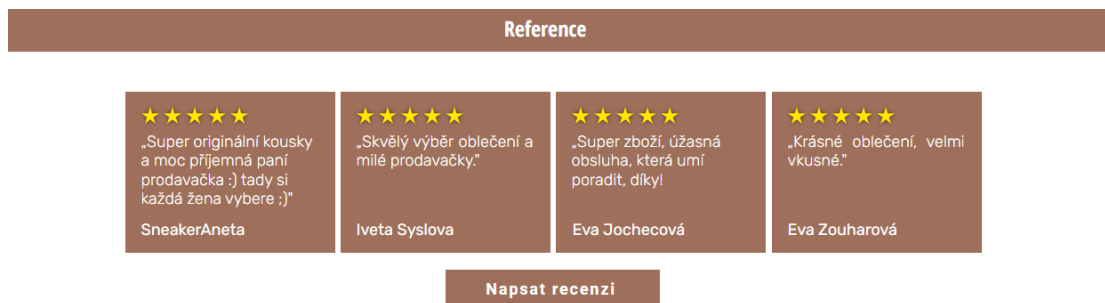 Reference
„Super originální kousky
a moc příjemná paní
prodavačka :) tady si
každá žena vybere ;)"
SneakerAneta
„Skvělý výběr oblečení a
milé prodavačky."
Iveta Syslova
„Super zboží, úžasná
obsluha, která umí
poradit, díky!
Eva Jochecová
„Krásné oblečení, velmi
vkusné."
Eva Zouharová
Napsat recenzi